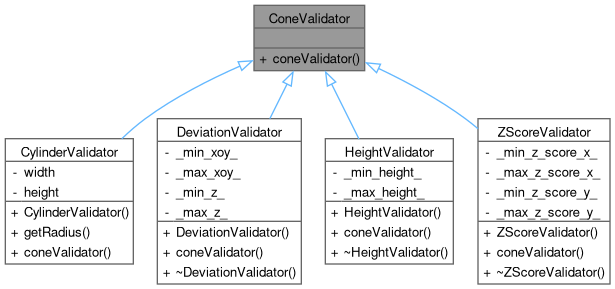 ConeValidator
+ coneValidator()
CylinderValidator
- width
- height
+ CylinderValidator()
+ getRadius()
+ coneValidator()
DeviationValidator
- _min_xoy_
- _max_xoy_
- _min_z_
- _max_z_
+ DeviationValidator()
+ coneValidator()
+ ~DeviationValidator()
HeightValidator
- _min_height_
- _max_height_
+ HeightValidator()
+ coneValidator()
+ ~HeightValidator()
ZScoreValidator
- _min_z_score_x_
- _max_z_score_x_
- _min_z_score_y_
- _max_z_score_y_
+ ZScoreValidator()
+ coneValidator()
+ ~ZScoreValidator()